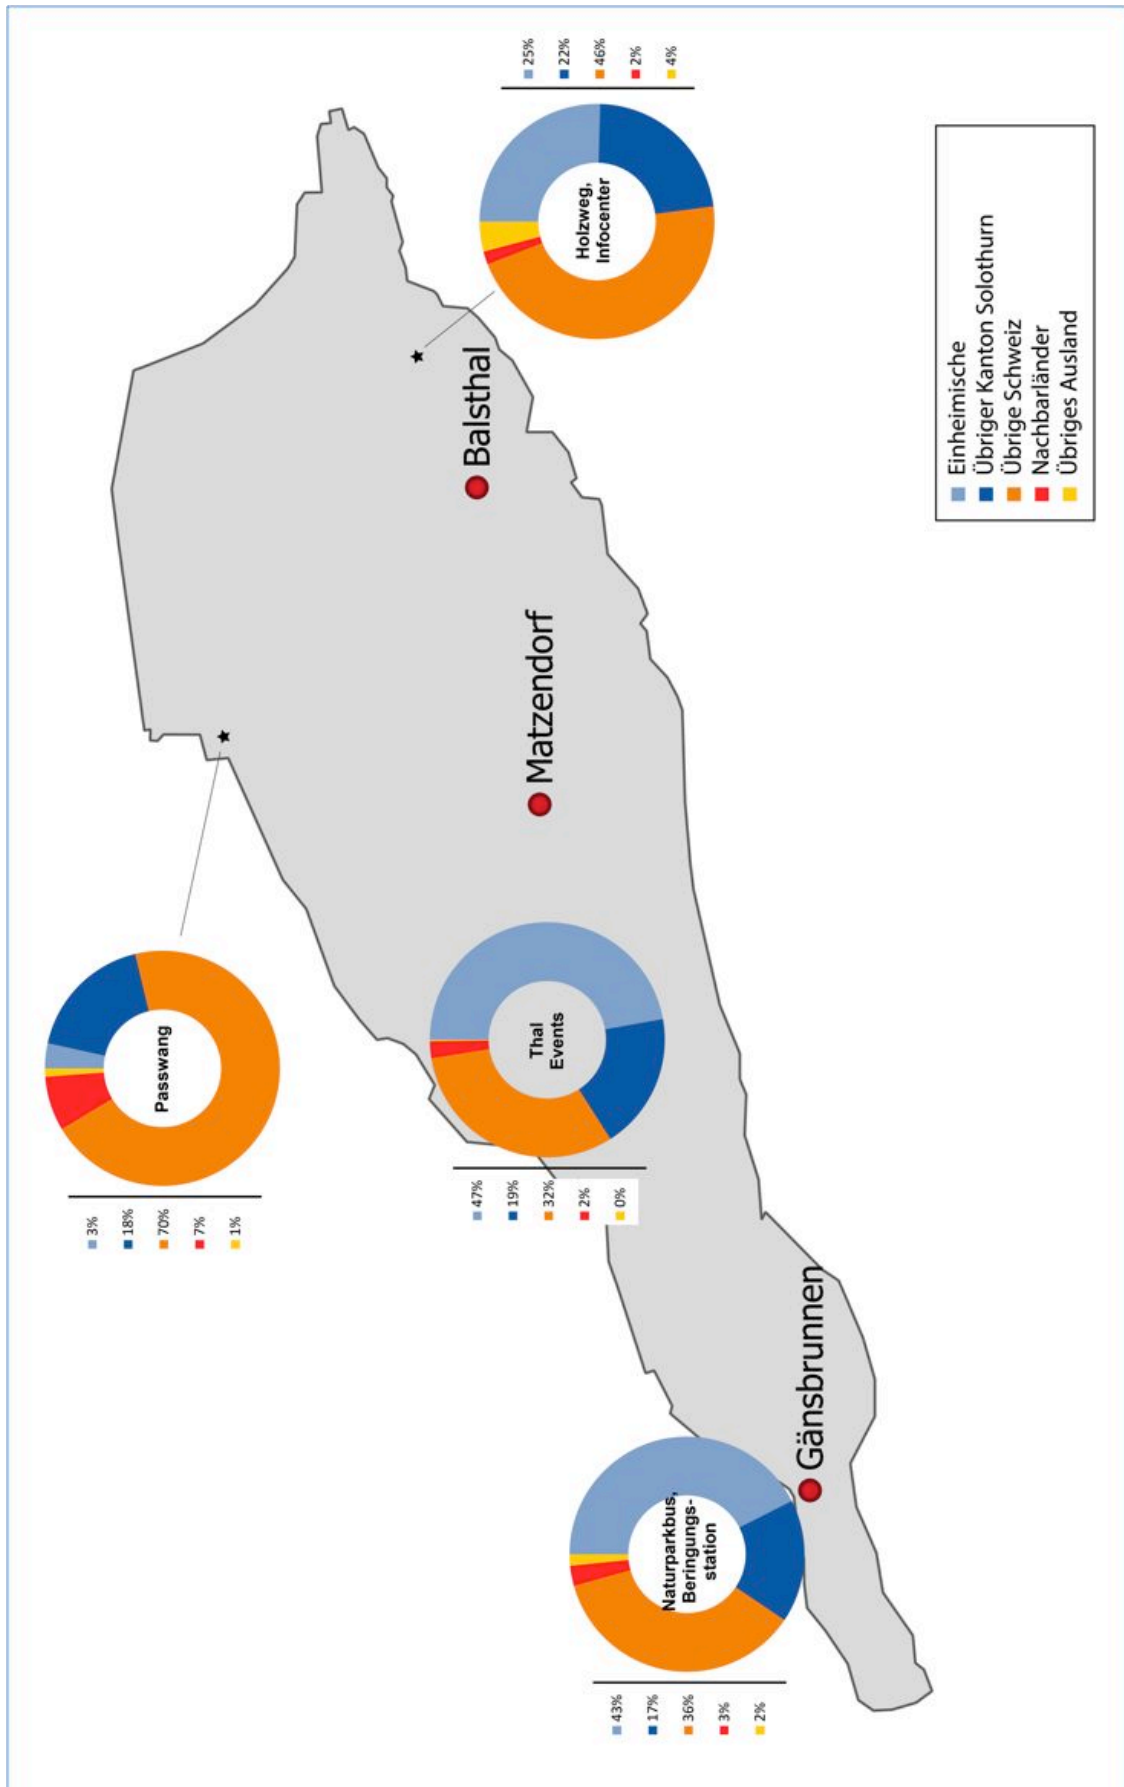 Passwang
3%
18%
70%
7%
1%
Holzweg,
Infocenter
25%
22%
46%
2%
4%
Balsthal
Matzendorf
Thal
Events
47%
19%
32%
2%
0%
Naturparkbus,
Beringungs-
station
43%
17%
36%
3%
2%
Gänsbrunnen
Einheimische
Übriger Kanton Solothurn
Übrige Schweiz
Nachbarländer
Übriges Ausland